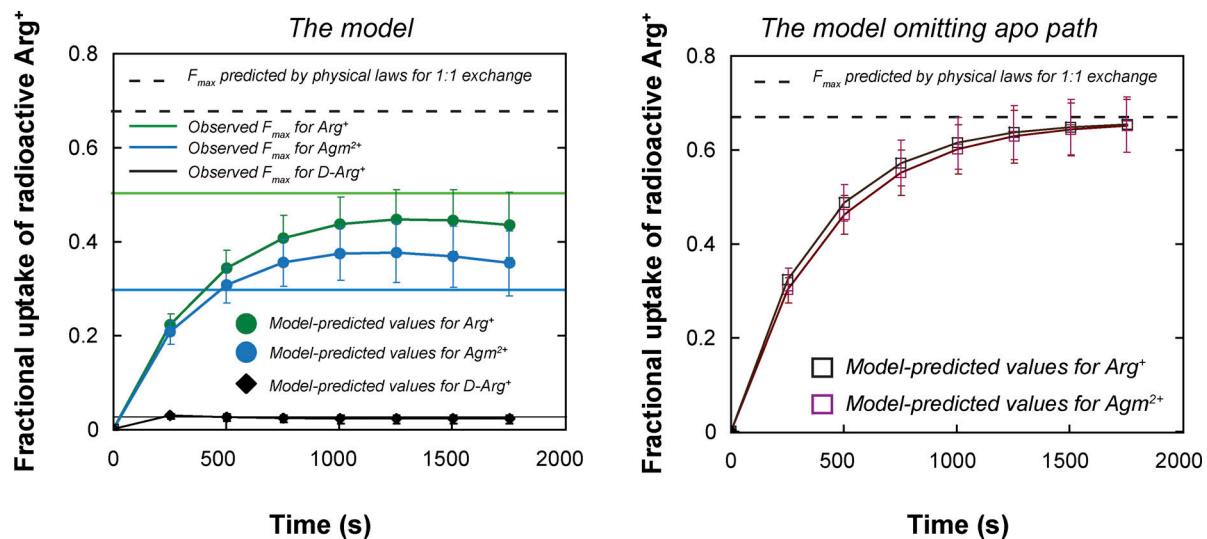 The model
Fractional uptake of radioactive Arg⁺
0.8
0.6
0.4
0.2
0
F_max predicted by physical laws for 1:1 exchange
Observed F_max for Arg⁺
Observed F_max for Agm²⁺
Observed F_max for D-Arg⁺
Model-predicted values for Arg⁺
Model-predicted values for Agm²⁺
Model-predicted values for D-Arg⁺
0 500 1000 1500 2000
Time (s)
The model omitting apo path
Fractional uptake of radioactive Arg⁺
0.8
0.6
0.4
0.2
0
F_max predicted by physical laws for 1:1 exchange
Model-predicted values for Arg⁺
Model-predicted values for Agm²⁺
0 500 1000 1500 2000
Time (s)